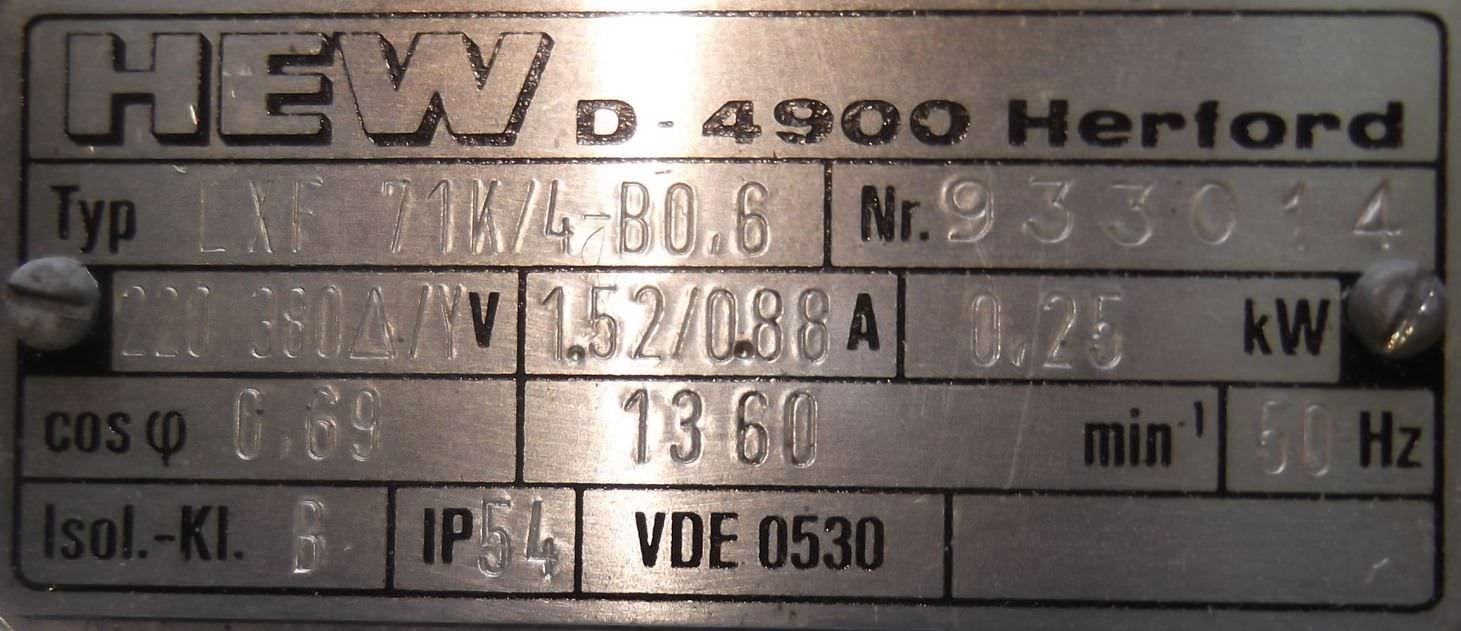 HEW D-4900 Herford
Typ LXF 71K/4-B0,6 Nr. 933014
220 380Δ/Y V 1.52/0.88 A 0,25 kW
cos φ 0,69 1360 min⁻¹ 50 Hz
Isol.-Kl. B IP54 VDE 0530